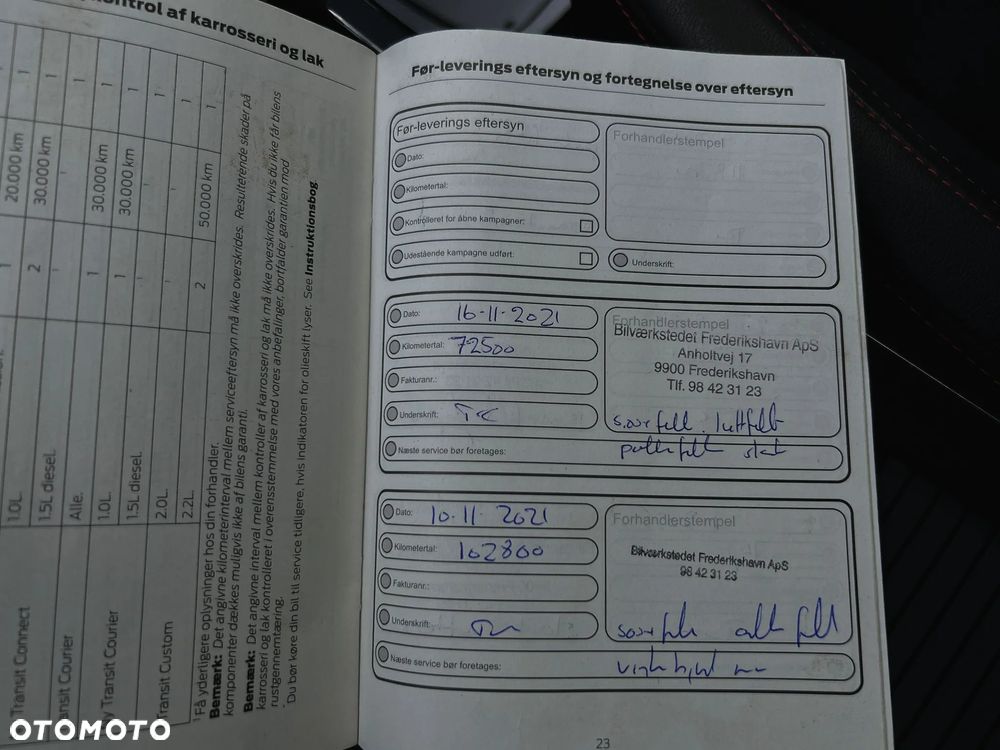 kontrol af karrosseri og lak
20.000 km
1
2
30.000 km
1
1
30.000 km
1
1
30.000 km
1
1
2
50.000 km
1
1.0L.
1.5L diesel.
Alle.
1.0L.
1.5L diesel.
2.0L.
2.2L.
Transit Connect
Transit Courier
Transit Courier
Transit Custom
¹ Få yderligere oplysninger hos din forhandler.
Bemærk: Det angivne kilometerinterval mellem serviceeftersyn må ikke overskrides. Resulterende skader på
komponenter dækkes muligvis ikke af bilens garanti.
Bemærk: Det angivne interval mellem kontroller af karrosseri og lak må ikke overskrides. Hvis du ikke får bilens
karrosseri og lak kontrolleret i overensstemmelse med vores anbefalinger, bortfalder garantien mod
rustgennemtæring.
Du bør køre din bil til service tidligere, hvis indikatoren for olieskift lyser. See Instruktionsbog
Før-leverings eftersyn og fortegnelse over eftersyn
Før-leverings eftersyn
Forhandlerstempel
Dato:
Kilometertal:
Kontrolleret for åbne kampagner:
Udestående kampagne udført:
Underskrift:
Dato: 16-11-2021
Kilometertal: 72500
Fakturanr.:
Underskrift:
Næste service bør foretages:
Forhandlerstempel
Bilværkstedet Frederikshavn ApS
Anholtvej 17
9900 Frederikshavn
Tlf. 98 42 31 23
luftfilt
Dato: 10-11 2021
Kilometertal: 102800
Fakturanr.:
Underskrift:
Næste service bør foretages:
Forhandlerstempel
Bilværkstedet Frederikshavn ApS
98 42 31 23
23
OTOMOTO